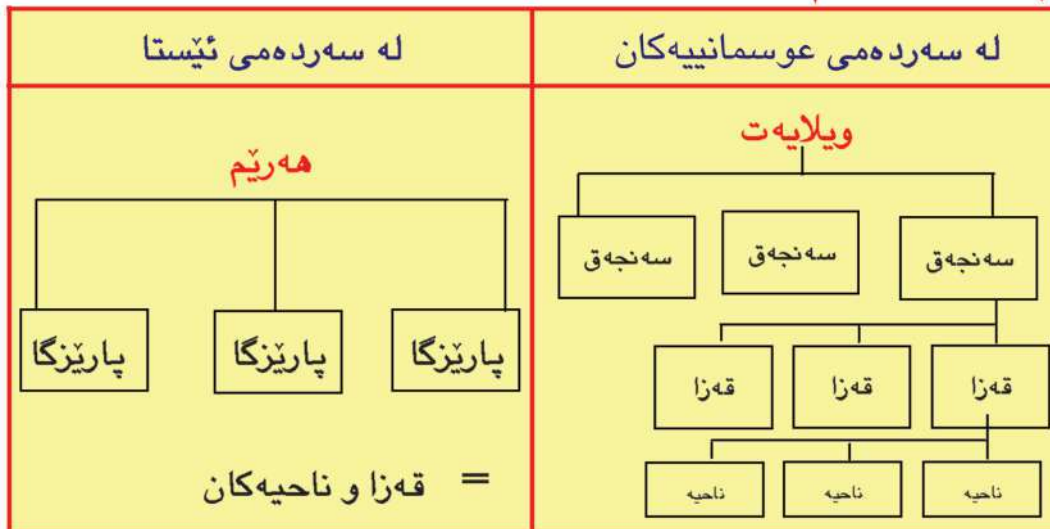 لە سەردەمی عوسمانییەکان
ویلایەت
سەنجەق
سەنجەق
سەنجەق
قەزا
قەزا
قەزا
ناحیە
ناحیە
ناحیە
لە سەردەمی ئێستا
هەرێم
پارێزگا
پارێزگا
پارێزگا
= قەزا و ناحیەکان